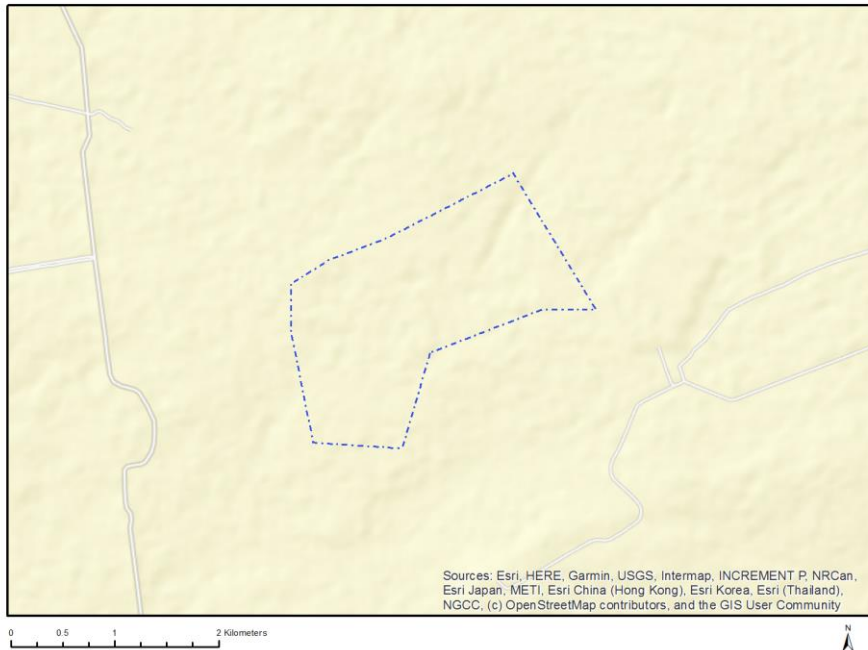 Sources: Esri, HERE, Garmin, USGS, Intermap, INCREMENT P, NRCan,
Esri Japan, METI, Esri China (Hong Kong), Esri Korea, Esri (Thailand),
NGCC, (c) OpenStreetMap contributors, and the GIS User Community
0 0.5 1 2 Kilometers
N